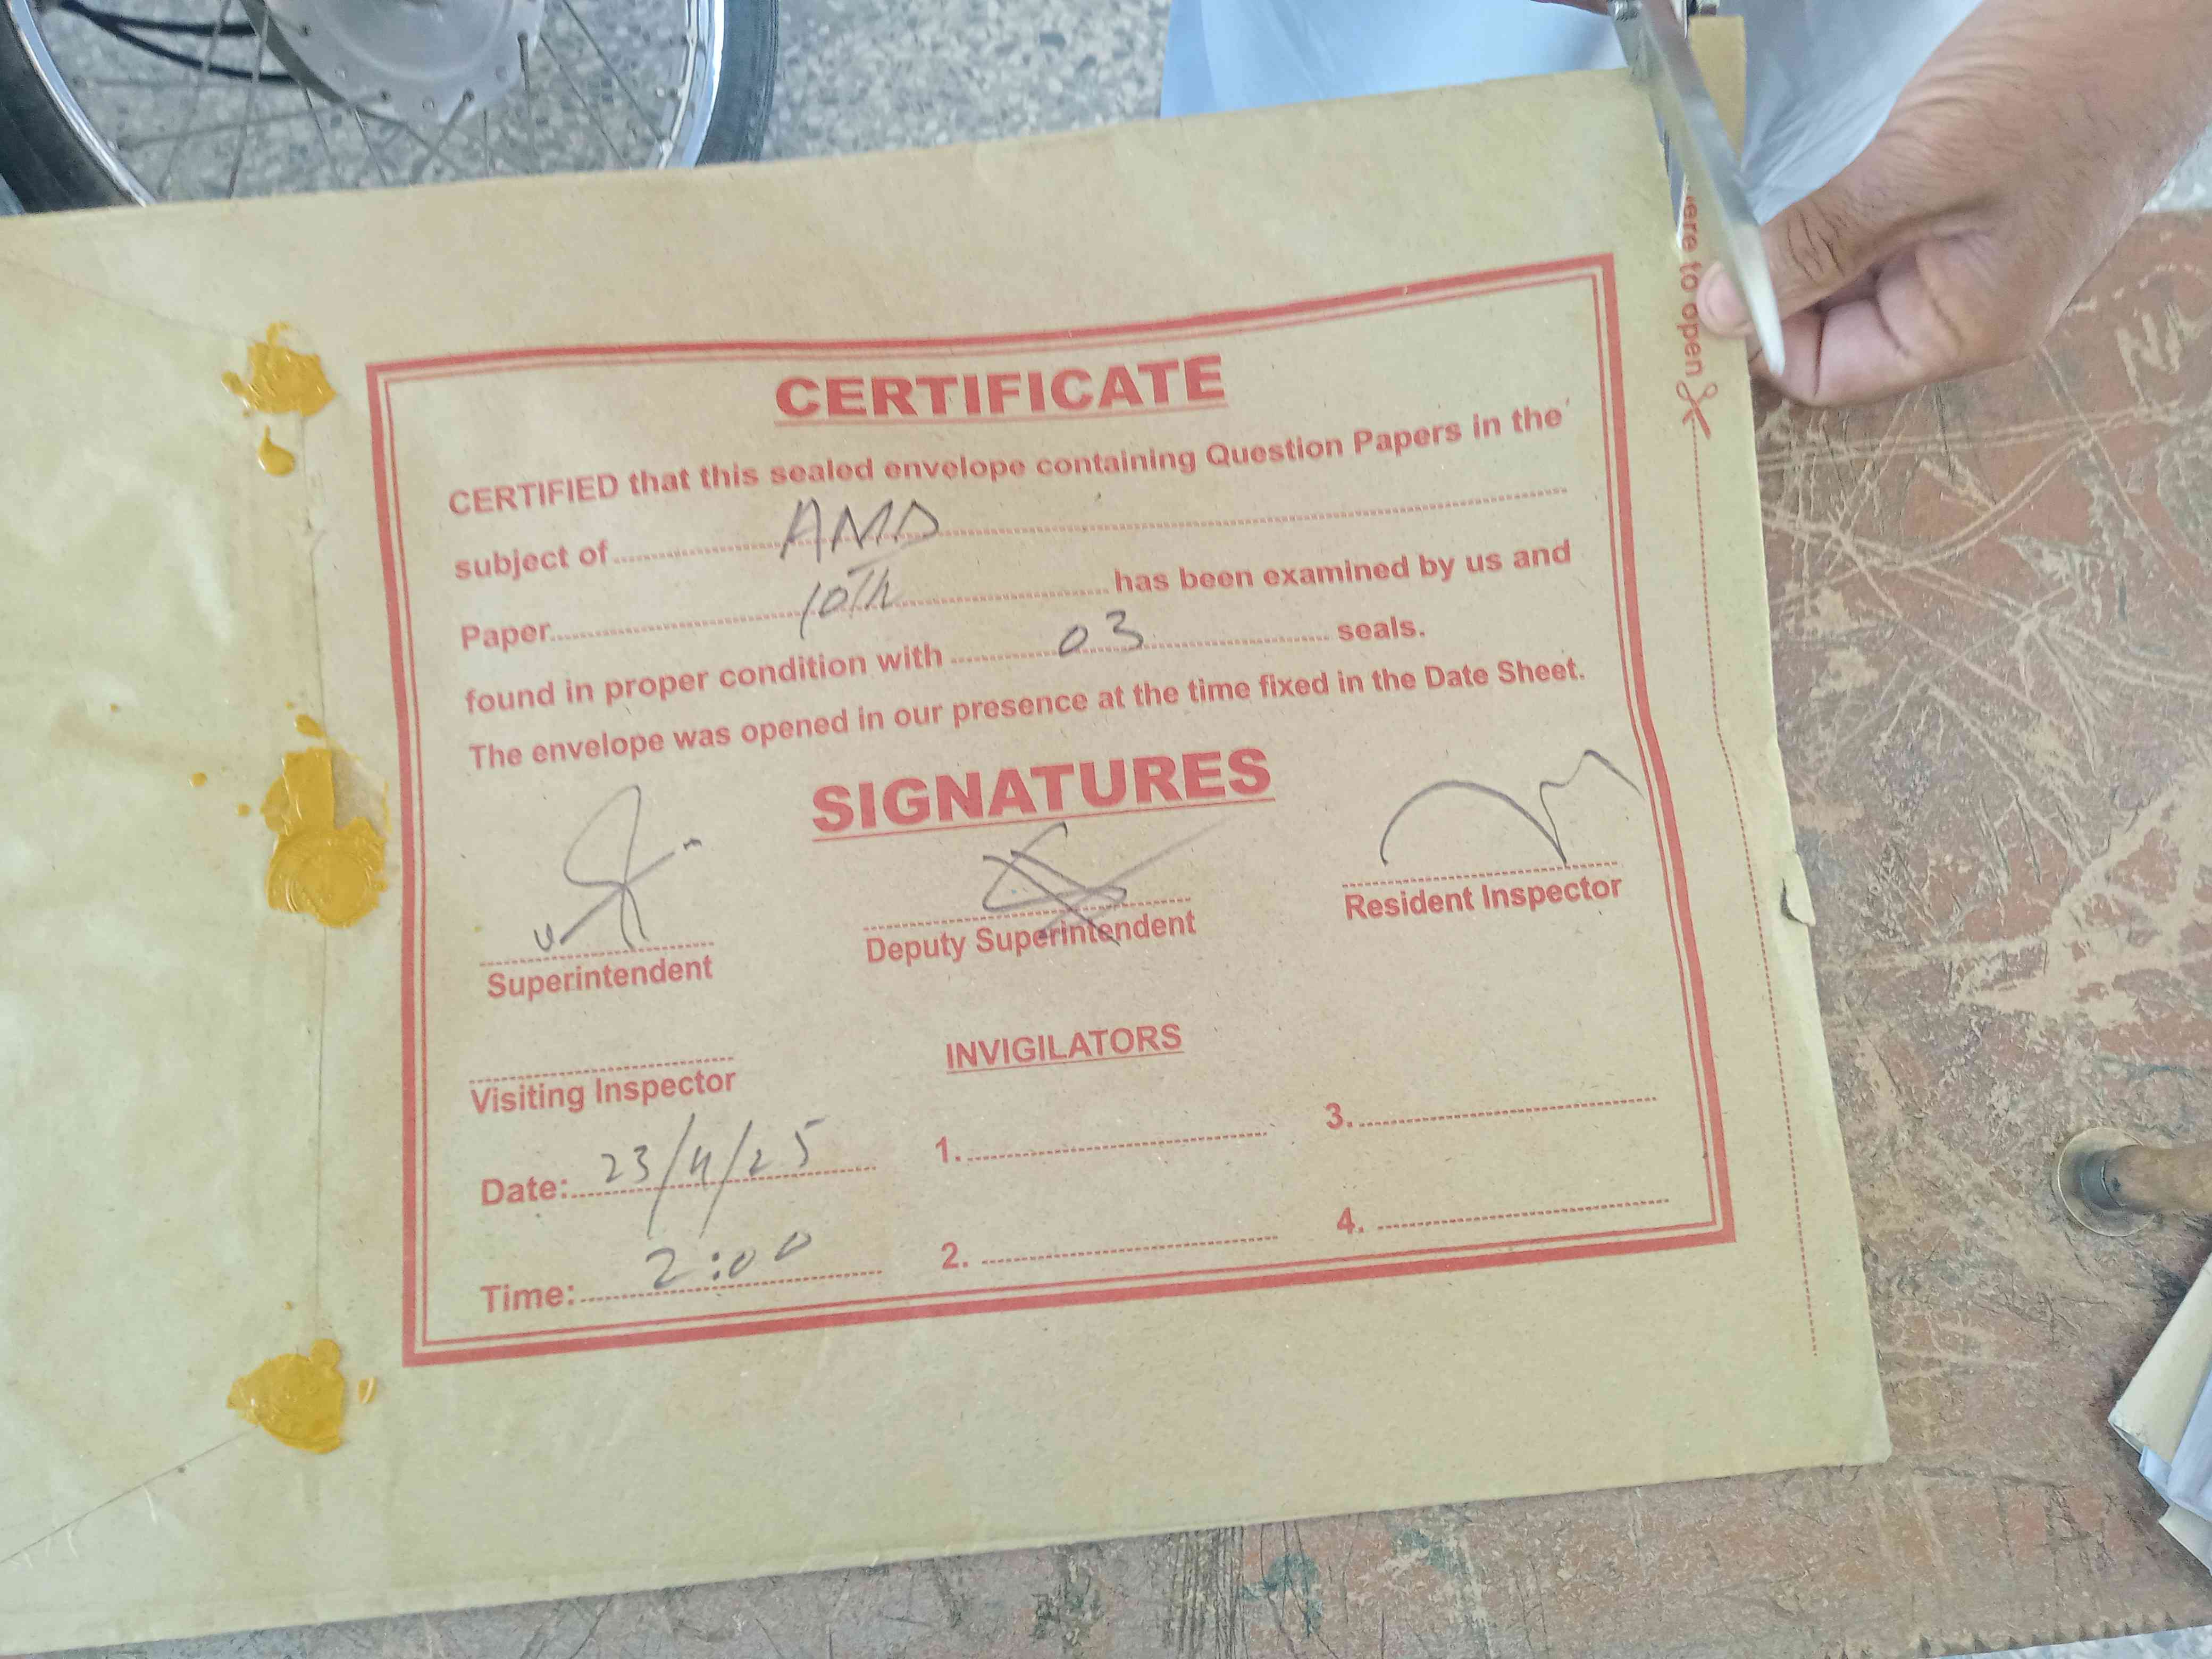 CERTIFICATE
CERTIFIED that this sealed envelope containing Question Papers in the
subject of AMD
Paper 10Th has been examined by us and
found in proper condition with 03 seals.
The envelope was opened in our presence at the time fixed in the Date Sheet.
SIGNATURES
Superintendent Deputy Superintendent Resident Inspector
Visiting Inspector INVIGILATORS
Date: 23/4/25 1. 3.
Time: 2:00 2. 4.
to open